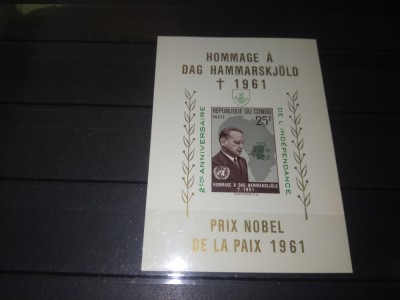 HOMMAGE À
DAG HAMMARSKJÖLD
† 1961
2ème ANNIVERSAIRE
DE L'INDEPENDANCE
REPUBLIQUE DU CONGO
POSTES
25F
HOMMAGE À DAG HAMMARSKJÖLD
† 1961
PRIX NOBEL
DE LA PAIX 1961